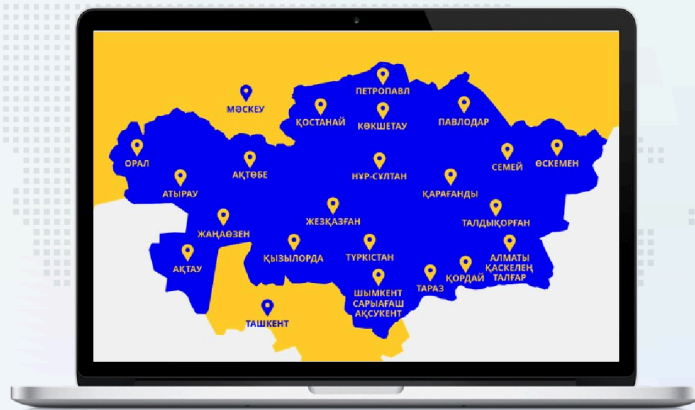 ПЕТРОПАВЛ
МӘСКЕУ
ҚОСТАНАЙ
КӨКШЕТАУ
ПАВЛОДАР
ОРАЛ
АҚТӨБЕ
НҰР-СҰЛТАН
СЕМЕЙ
ӨСКЕМЕН
АТЫРАУ
ҚАРАҒАНДЫ
ЖЕЗҚАЗҒАН
ТАЛДЫҚОРҒАН
ЖАҢАӨЗЕН
ҚЫЗЫЛОРДА
ТҮРКІСТАН
АҚТАУ
АЛМАТЫ
ҚАСКЕЛЕҢ
ТАЛҒАР
ҚОРДАЙ
ТАРАЗ
ШЫМКЕНТ
САРЫАҒАШ
АҚСУКЕНТ
ТАШКЕНТ